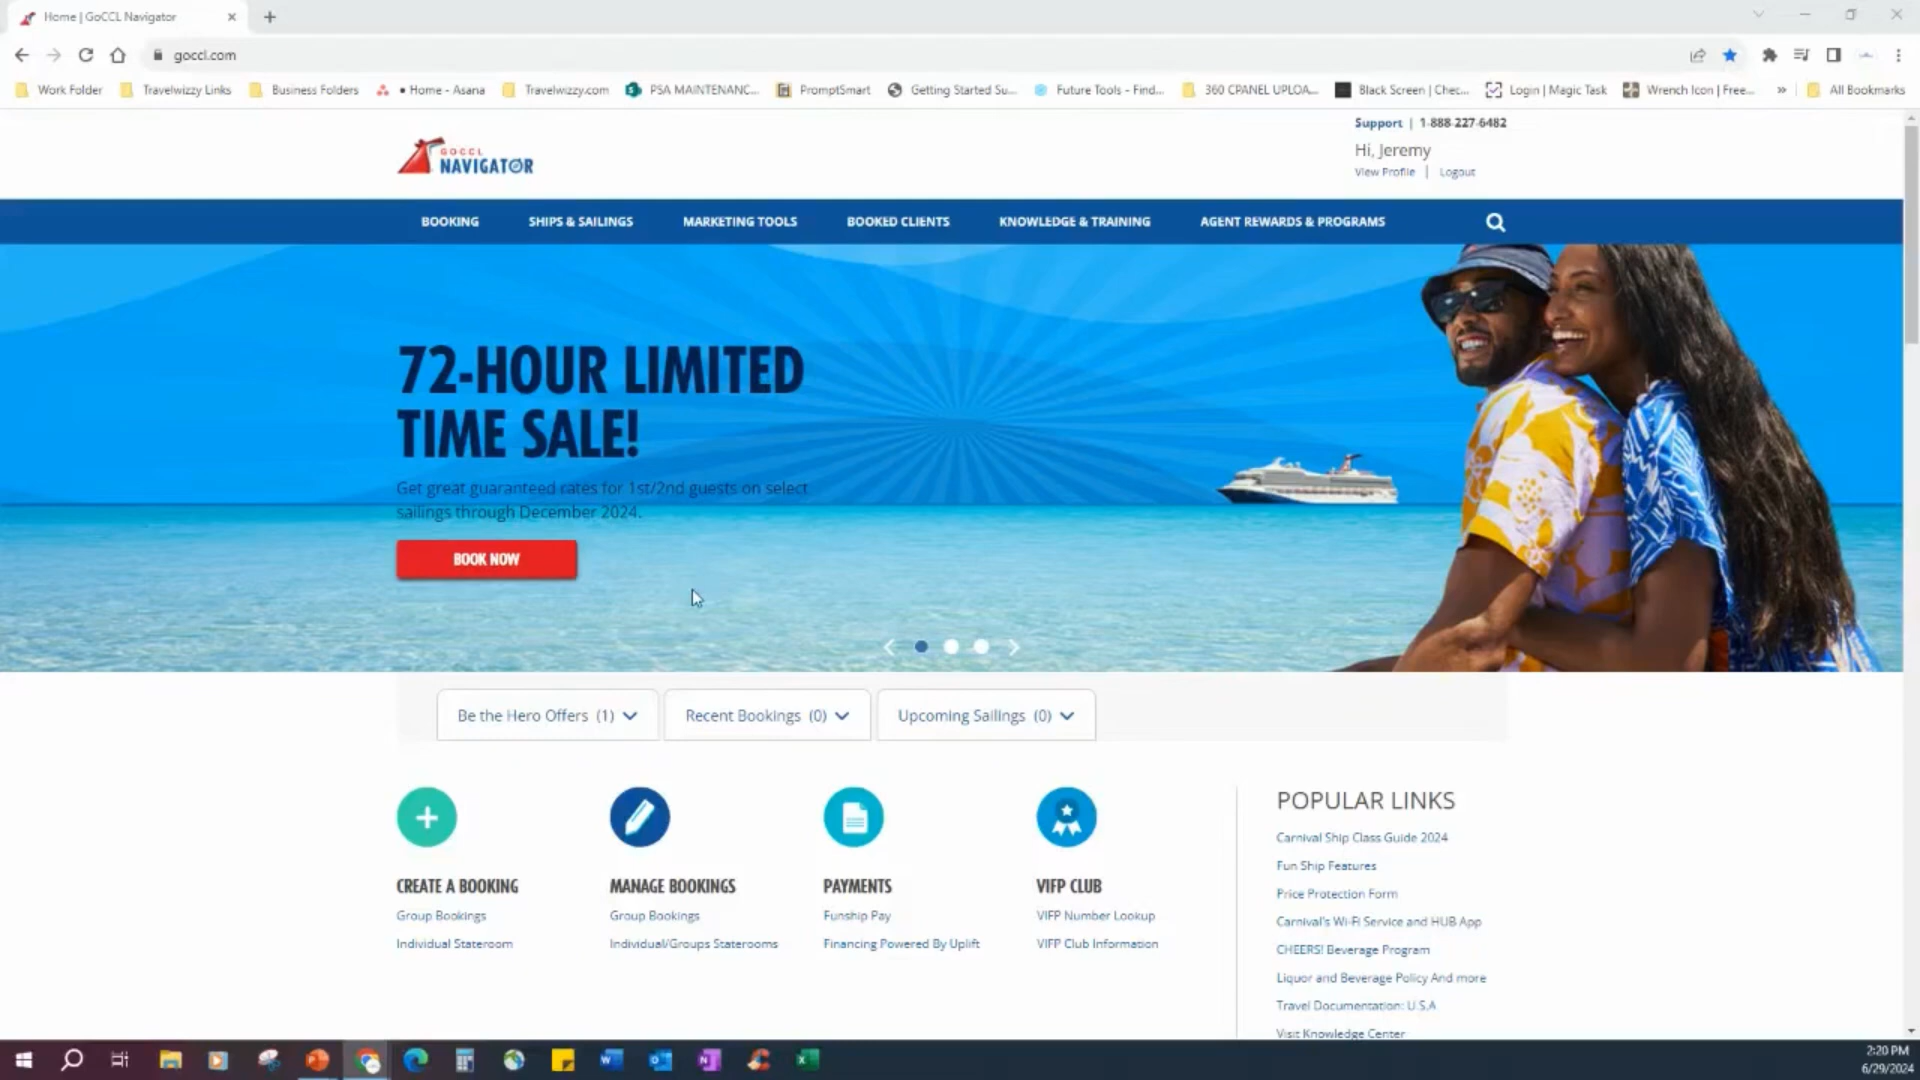 Home | GoCCL Navigator
goccl.com
Work Folder
Travelwizzy Links
Business Folders
• Home - Asana
Travelwizzy.com
PSA MAINTENANC...
PromptSmart
Getting Started Su...
Future Tools - Find...
360 CPANEL UPLOA...
Black Screen | Chec...
Login | Magic Task
Wrench Icon | Free...
»
All Bookmarks
Support | 1-888-227-6482
Hi, Jeremy
View Profile | Logout
GOCCL
NAVIGATOR
BOOKING
SHIPS & SAILINGS
MARKETING TOOLS
BOOKED CLIENTS
KNOWLEDGE & TRAINING
AGENT REWARDS & PROGRAMS
72-HOUR LIMITED
TIME SALE!
Get great guaranteed rates for 1st/2nd guests on select
sailings through December 2024.
BOOK NOW
Be the Hero Offers (1)
Recent Bookings (0)
Upcoming Sailings (0)
CREATE A BOOKING
Group Bookings
Individual Stateroom
MANAGE BOOKINGS
Group Bookings
Individual/Groups Staterooms
PAYMENTS
Funship Pay
Financing Powered By Uplift
VIFP CLUB
VIFP Number Lookup
VIFP Club Information
POPULAR LINKS
Carnival Ship Class Guide 2024
Fun Ship Features
Price Protection Form
Carnival's Wi-Fi Service and HUB App
CHEERS! Beverage Program
Liquor and Beverage Policy And more
Travel Documentation: U.S.A
Visit Knowledge Center
2:20 PM
6/29/2024